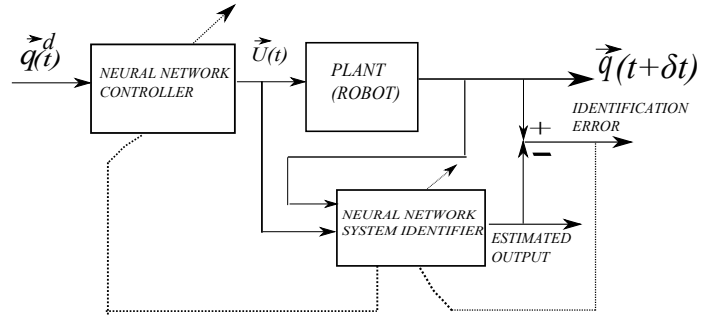 q(t)ᵈ
NEURAL NETWORK
CONTROLLER
U(t)
PLANT
(ROBOT)
q(t+δt)
IDENTIFICATION
ERROR
+
−
NEURAL NETWORK
SYSTEM IDENTIFIER
ESTIMATED
OUTPUT